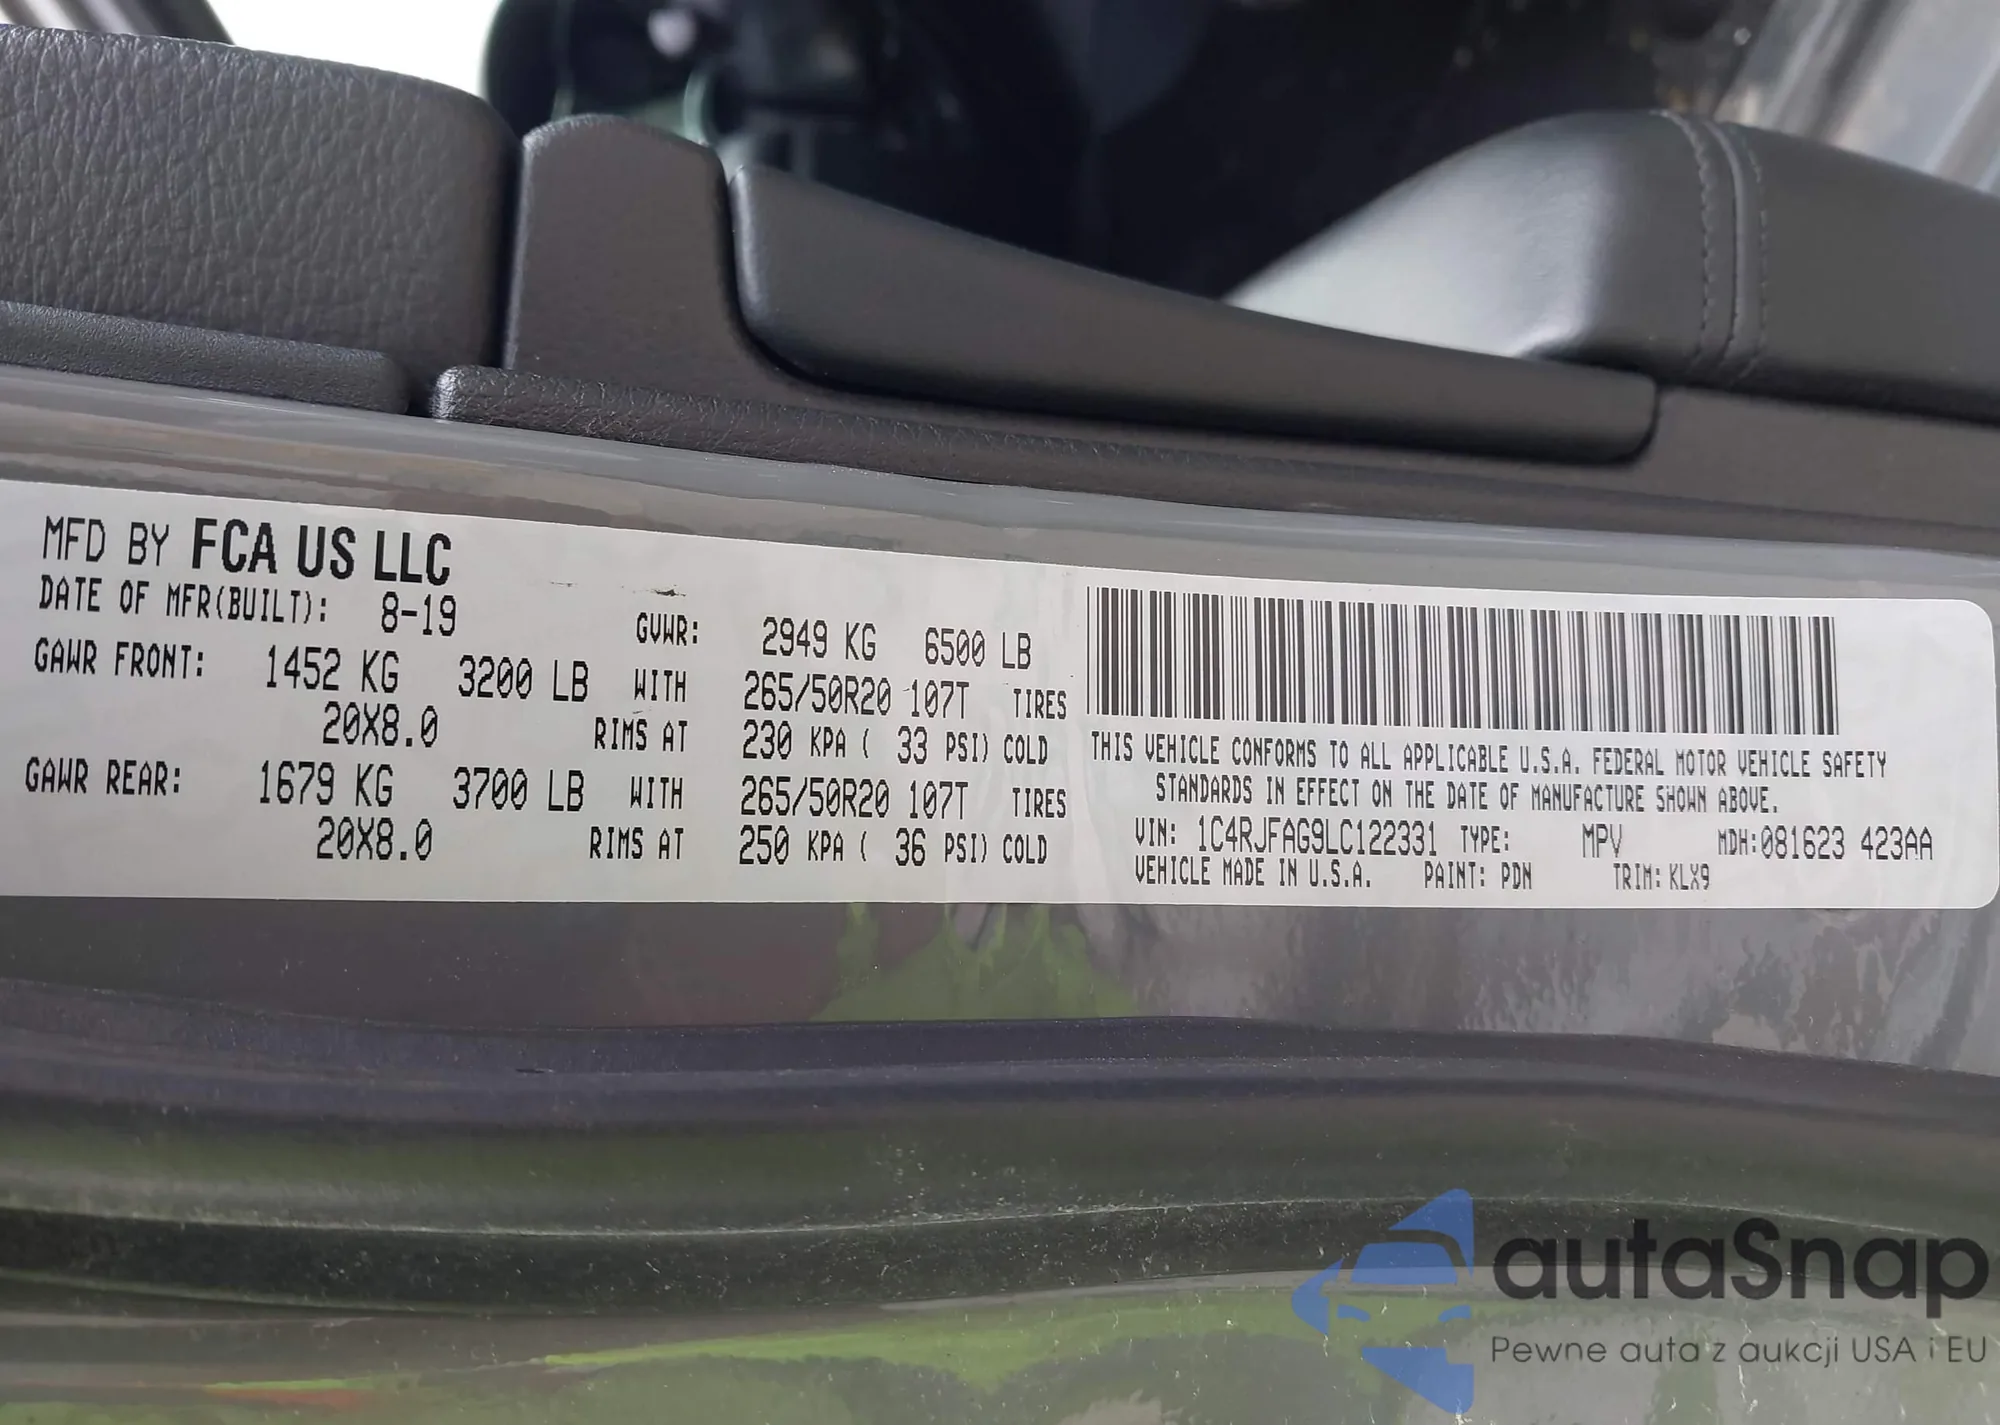 MFD BY FCA US LLC
DATE OF MFR(BUILT): 8-19 GVWR: 2949 KG 6500 LB
GAWR FRONT: 1452 KG 3200 LB WITH 265/50R20 107T TIRES
20X8.0 RIMS AT 230 KPA ( 33 PSI) COLD
GAWR REAR: 1679 KG 3700 LB WITH 265/50R20 107T TIRES
20X8.0 RIMS AT 250 KPA ( 36 PSI) COLD
THIS VEHICLE CONFORMS TO ALL APPLICABLE U.S.A. FEDERAL MOTOR VEHICLE SAFETY
STANDARDS IN EFFECT ON THE DATE OF MANUFACTURE SHOWN ABOVE.
VIN: 1C4RJFAG9LC122331 TYPE: MPV MDH:081623 423AA
VEHICLE MADE IN U.S.A. PAINT: PDN TRIM: KLX9
autaSnap
Pewne auta z aukcji USA i EU